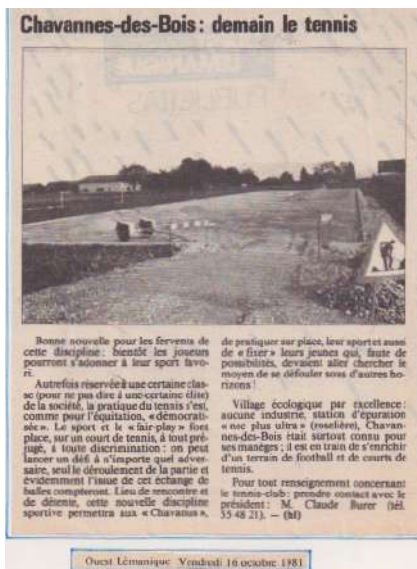 Chavannes-des-Bois : demain le tennis
Bonne nouvelle pour les fervents de
cette discipline : bientôt les joueurs
pourront s'adonner à leur sport favo-
ri.
Autrefois réservée à une certaine clas-
se (pour ne pas dire à une certaine élite)
de la société, la pratique du tennis s'est,
comme pour l'équitation, « démocrati-
sée ». Le sport et le « fair-play » font
place, sur un court de tennis, à tout pré-
jugé, à toute discrimination : on peut
lancer un défi à n'importe quel adver-
saire, seul le déroulement de la partie et
évidemment l'issue de cet échange de
balles compteront. Lieu de rencontre et
de détente, cette nouvelle discipline
sportive permettra aux « Chavanus »,
de pratiquer sur place, leur sport et aussi
de « fixer » leurs jeunes qui, faute de
possibilités, devaient aller chercher le
moyen de se défouler sous d'autres ho-
rizons !
Village écologique par excellence :
aucune industrie, station d'épuration
« nec plus ultra » (roselière), Chavan-
nes-des-Bois était surtout connu pour
ses manèges ; il est en train de s'enrichir
d'un terrain de football et de courts de
tennis.
Pour tout renseignement concernant
le tennis-club : prendre contact avec le
président : M. Claude Burer (tél.
55 48 21). – (bl)
Ouest Lémanique Vendredi 16 octobre 1981